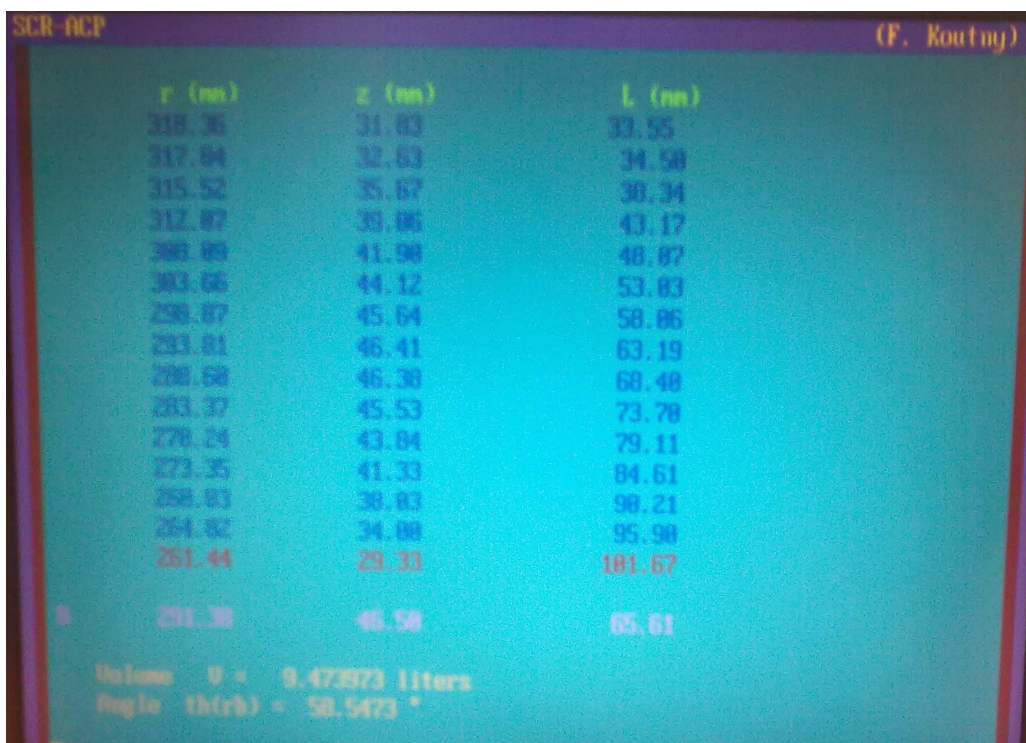 SCR-ACP (F. Koutny)
r (mm) z (mm) L (mm)
318.36 31.83 33.55
317.84 32.63 34.50
315.52 35.67 38.34
312.07 39.06 43.17
308.09 41.90 48.07
303.66 44.12 53.03
298.87 45.64 58.06
293.81 46.41 63.19
288.60 46.38 68.40
283.37 45.53 73.70
278.24 43.84 79.11
273.35 41.33 84.61
268.83 38.03 90.21
264.82 34.00 95.90
261.44 29.33 101.67
291.38 46.50 65.61
Volume V = 9.473973 liters
Angle th(rb) = 50.5473 °